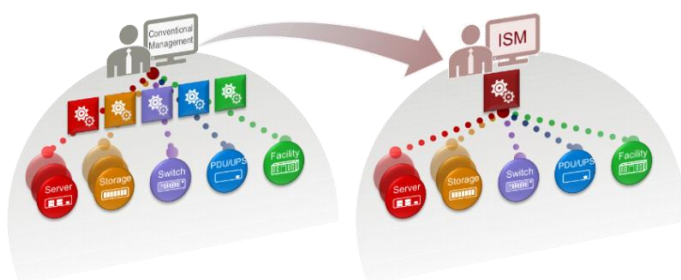 Conventional
Management
ISM
Server
Storage
Switch
PDU/UPS
Facility
Server
Storage
Switch
PDU/UPS
Facility